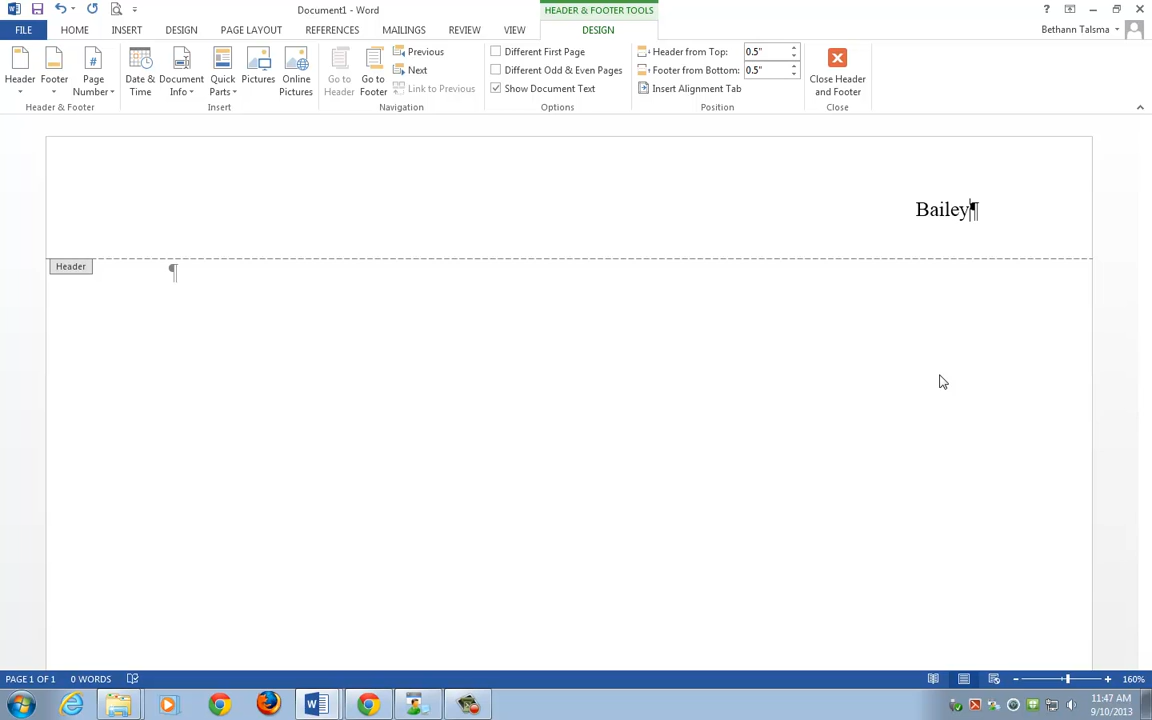 Document1 - Word
HEADER & FOOTER TOOLS
FILE HOME INSERT DESIGN PAGE LAYOUT REFERENCES MAILINGS REVIEW VIEW DESIGN
Bethann Talsma
Header
Footer
Page Number
Header & Footer
Date & Time
Document Info
Quick Parts
Pictures
Online Pictures
Insert
Go to Header
Go to Footer
Previous
Next
Link to Previous
Navigation
Different First Page
Different Odd & Even Pages
Show Document Text
Options
Header from Top: 0.5"
Footer from Bottom: 0.5"
Insert Alignment Tab
Position
Close Header and Footer
Close
Bailey¶
Header
¶
PAGE 1 OF 1 0 WORDS
160%
11:47 AM
9/10/2013